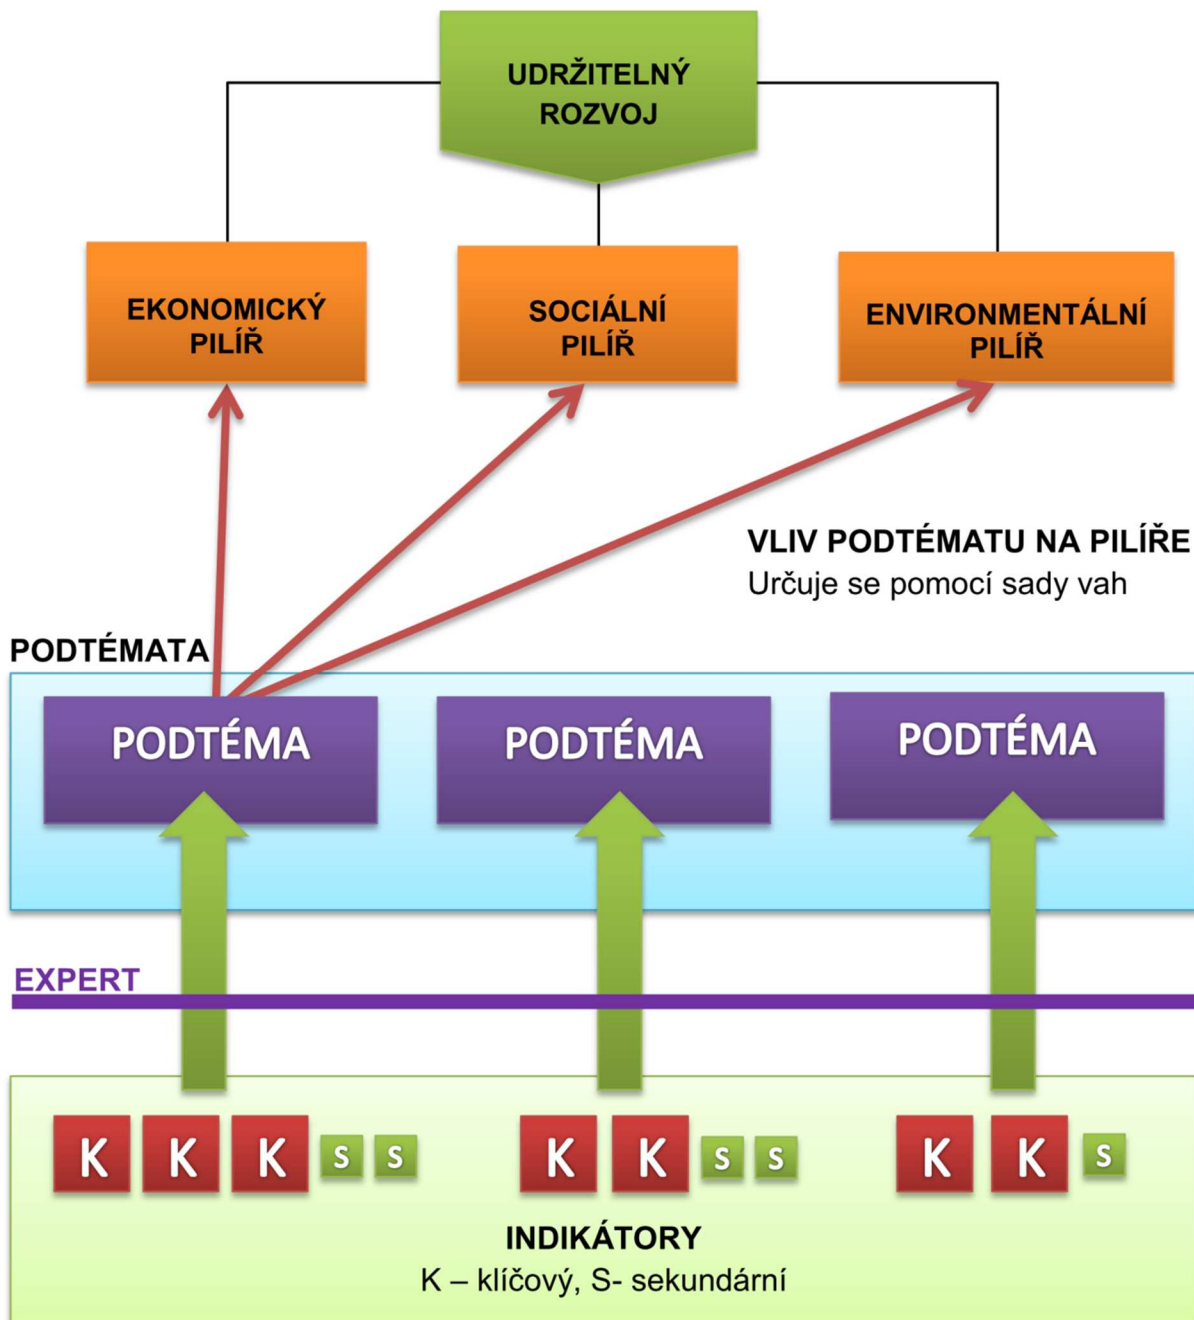 UDRŽITELNÝ
ROZVOJ
EKONOMICKÝ
PILÍŘ
SOCIÁLNÍ
PILÍŘ
ENVIRONMENTÁLNÍ
PILÍŘ
VLIV PODTÉMATU NA PILÍŘE
Určuje se pomocí sady vah
PODTÉMATA
PODTÉMA
PODTÉMA
PODTÉMA
EXPERT
K K K S S
K K S S
K K S
INDIKÁTORY
K – klíčový, S- sekundární